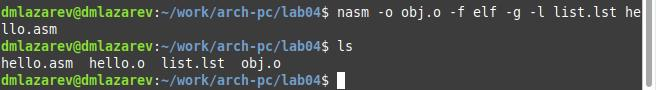 dmlazarev@dmlazarev:~/work/arch-pc/lab04$ nasm -o obj.o -f elf -g -l list.lst he
llo.asm
dmlazarev@dmlazarev:~/work/arch-pc/lab04$ ls
hello.asm  hello.o  list.lst  obj.o
dmlazarev@dmlazarev:~/work/arch-pc/lab04$